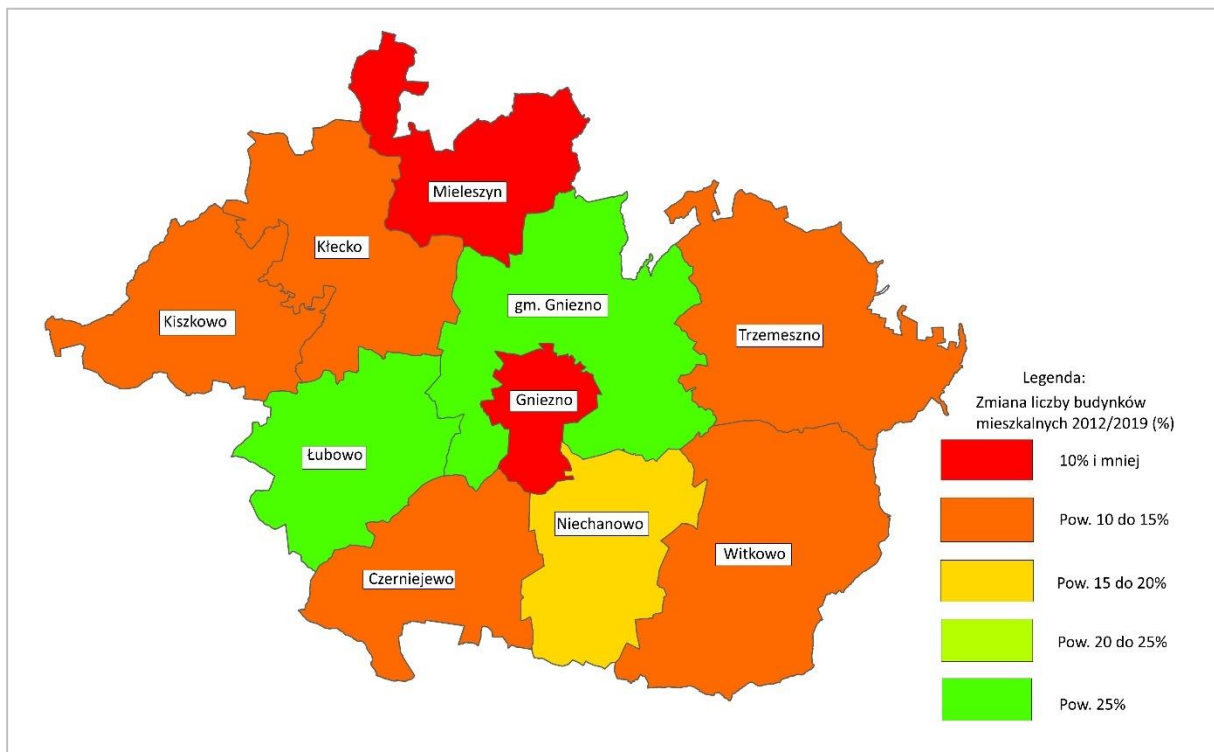 Mieleszyn
Kłecko
gm. Gniezno
Kiszkowo
Trzemeszno
Gniezno
Łubowo
Niechanowo
Witkowo
Czerniejewo
Legenda:
Zmiana liczby budynków
mieszkalnych 2012/2019 (%)
10% i mniej
Pow. 10 do 15%
Pow. 15 do 20%
Pow. 20 do 25%
Pow. 25%